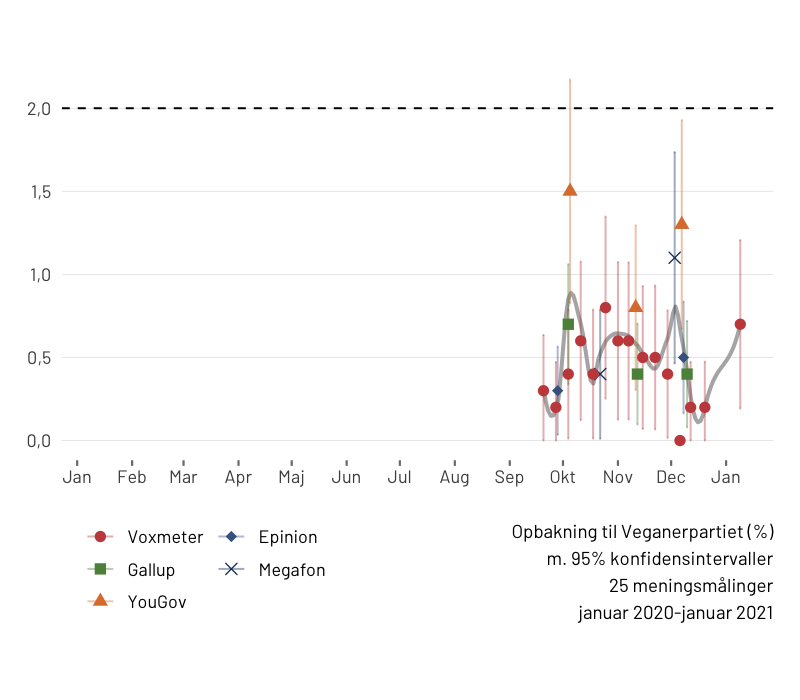 2,0
1,5
1,0
0,5
0,0
Jan Feb Mar Apr Maj Jun Jul Aug Sep Okt Nov Dec Jan
Voxmeter Epinion
Gallup Megafon
YouGov
Opbakning til Veganerpartiet (%)
m. 95% konfidensintervaller
25 meningsmålinger
januar 2020-januar 2021